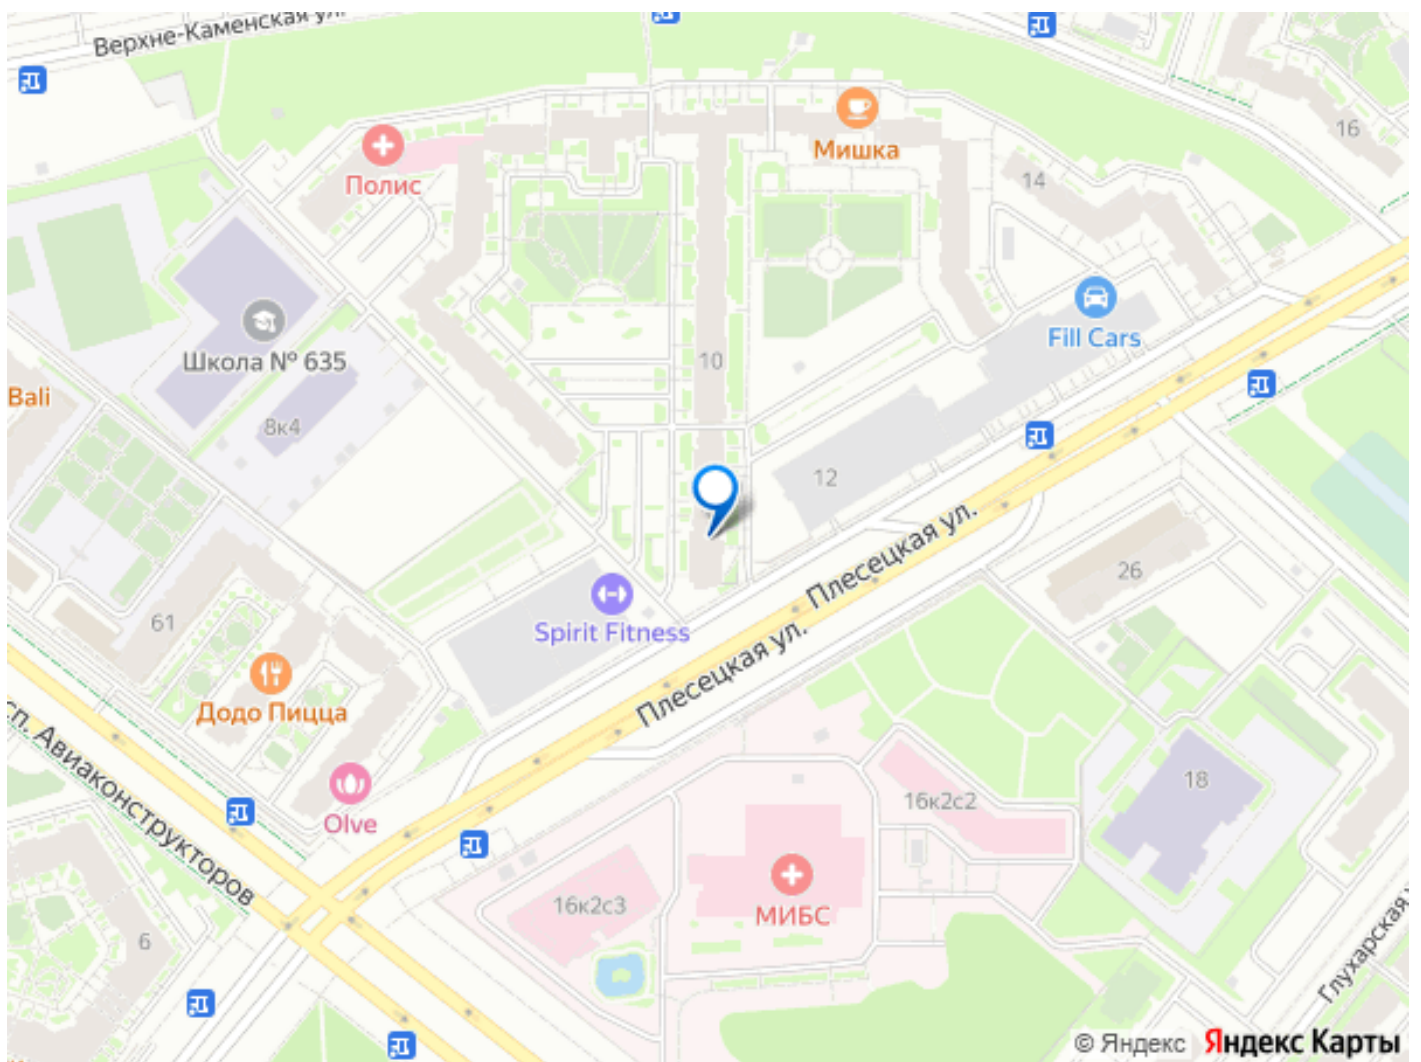 Верхне-Каменская ул.
16
Мишка
Полис
14
Fill Cars
Школа № 635
10
Bali
8к4
12
Плесецкая ул.
26
Spirit Fitness
61
Плесецкая ул.
Додо Пицца
сп. Авиаконструкторов
18
Olve
16к2с2
16к2с3
МИБС
6
Глухарская
© Яндекс Яндекс Карты